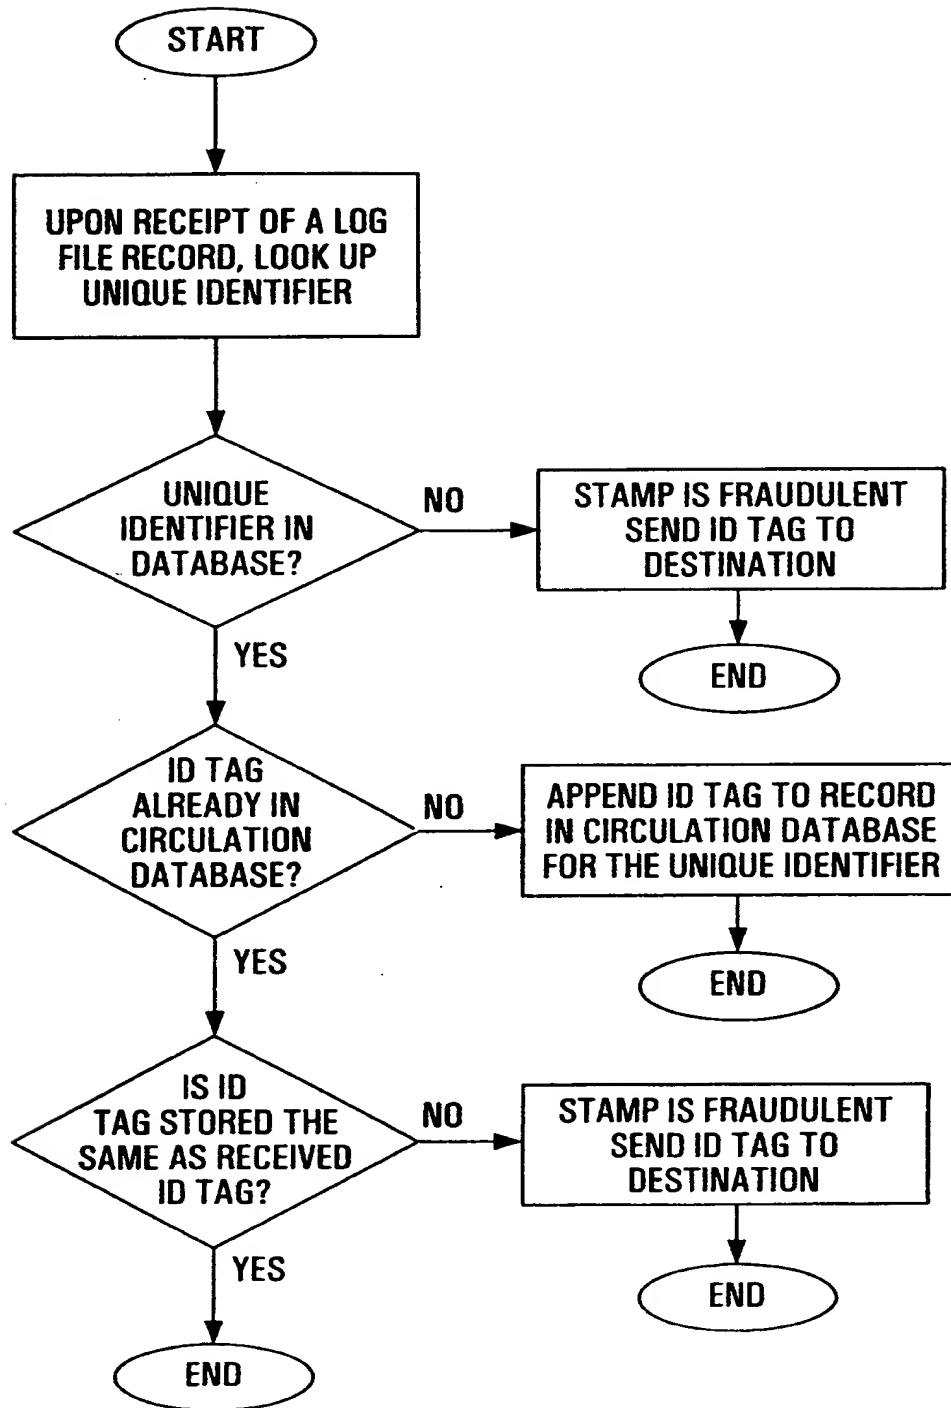 START
UPON RECEIPT OF A LOG
FILE RECORD, LOOK UP
UNIQUE IDENTIFIER
UNIQUE
IDENTIFIER IN
DATABASE?
NO
STAMP IS FRAUDULENT
SEND ID TAG TO
DESTINATION
END
YES
ID TAG
ALREADY IN
CIRCULATION
DATABASE?
NO
APPEND ID TAG TO RECORD
IN CIRCULATION DATABASE
FOR THE UNIQUE IDENTIFIER
END
YES
IS ID
TAG STORED THE
SAME AS RECEIVED
ID TAG?
NO
STAMP IS FRAUDULENT
SEND ID TAG TO
DESTINATION
END
YES
END